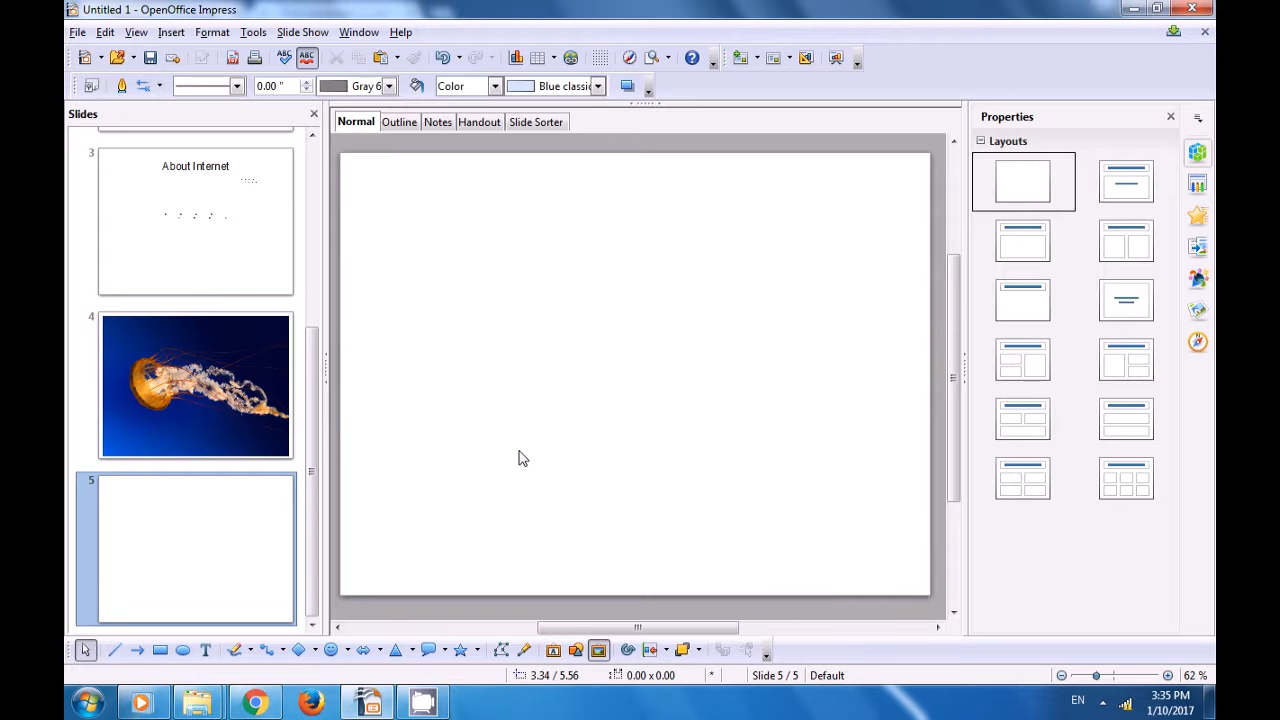 Untitled 1 - OpenOffice Impress
File Edit View Insert Format Tools Slide Show Window Help
ABC ABC
0.00 " Gray 6 Color Blue classic
Slides
Normal Outline Notes Handout Slide Sorter
Properties
Layouts
3
About Internet
4
5
T
3.34 / 5.56 0.00 x 0.00 * Slide 5 / 5 Default 62 %
EN
3:35 PM
1/10/2017